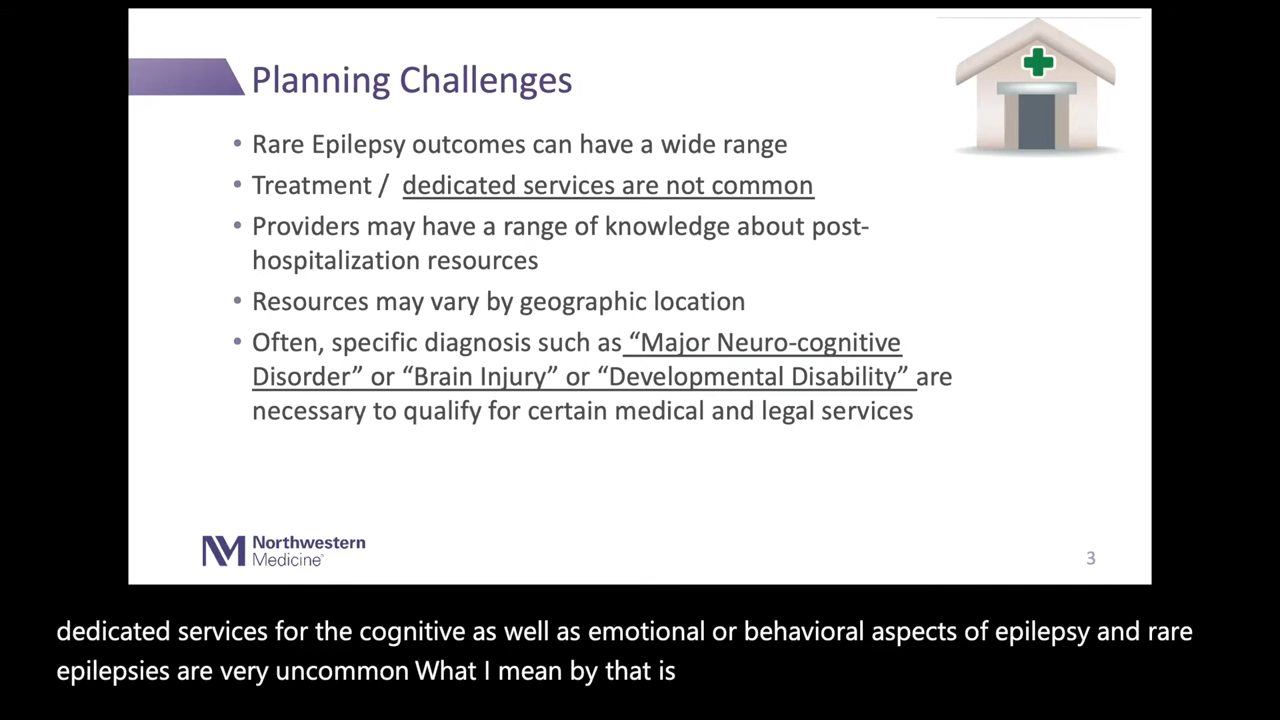 Planning Challenges
• Rare Epilepsy outcomes can have a wide range
• Treatment / dedicated services are not common
• Providers may have a range of knowledge about post-
hospitalization resources
• Resources may vary by geographic location
• Often, specific diagnosis such as “Major Neuro-cognitive
Disorder” or “Brain Injury” or “Developmental Disability” are
necessary to qualify for certain medical and legal services
NM Northwestern
Medicine®
3
dedicated services for the cognitive as well as emotional or behavioral aspects of epilepsy and rare
epilepsies are very uncommon What I mean by that is